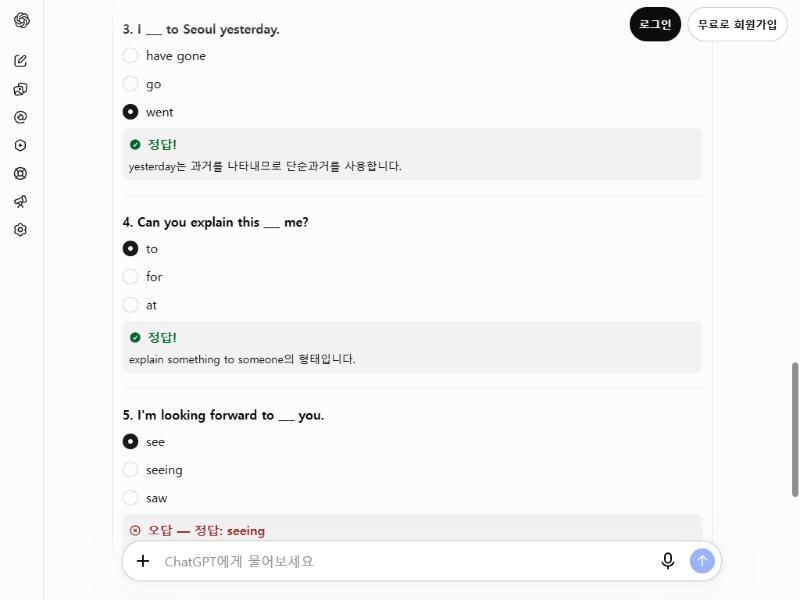 로그인
무료로 회원가입
3. I ___ to Seoul yesterday.
have gone
go
went
정답!
yesterday는 과거를 나타내므로 단순과거를 사용합니다.
4. Can you explain this ___ me?
to
for
at
정답!
explain something to someone의 형태입니다.
5. I'm looking forward to ___ you.
see
seeing
saw
오답 — 정답: seeing
ChatGPT에게 물어보세요